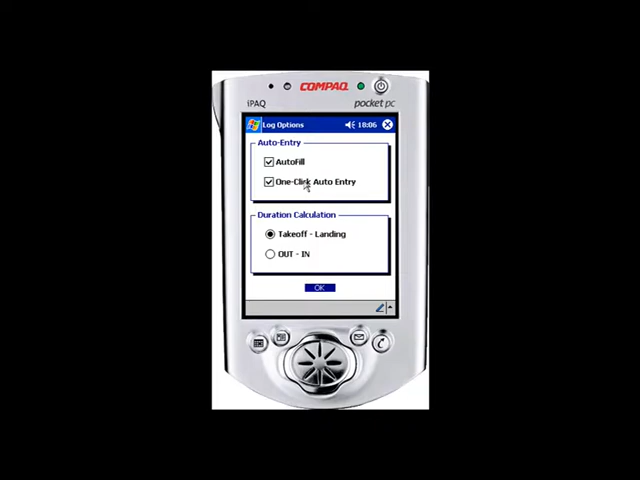 COMPAQ
iPAQ
pocket pc
Log Options 18:06
Auto-Entry
AutoFill
One-Click Auto Entry
Duration Calculation
Takeoff - Landing
OUT - IN
OK